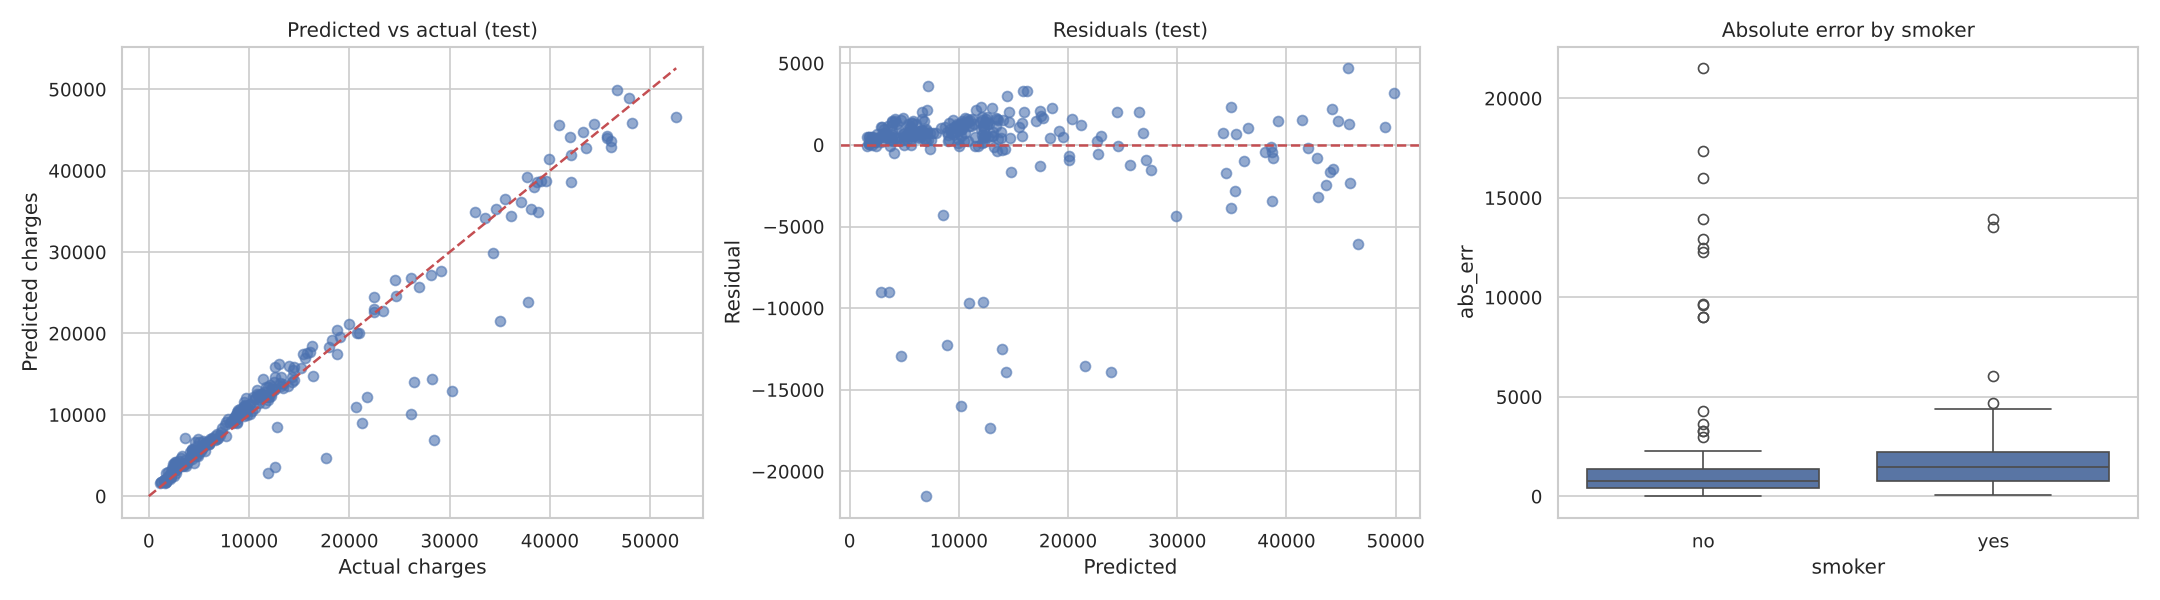 Predicted vs actual (test)
Predicted charges
50000
40000
30000
20000
10000
0
0 10000 20000 30000 40000 50000
Actual charges
Residuals (test)
Residual
5000
0
−5000
−10000
−15000
−20000
0 10000 20000 30000 40000 50000
Predicted
Absolute error by smoker
abs_err
20000
15000
10000
5000
0
no yes
smoker